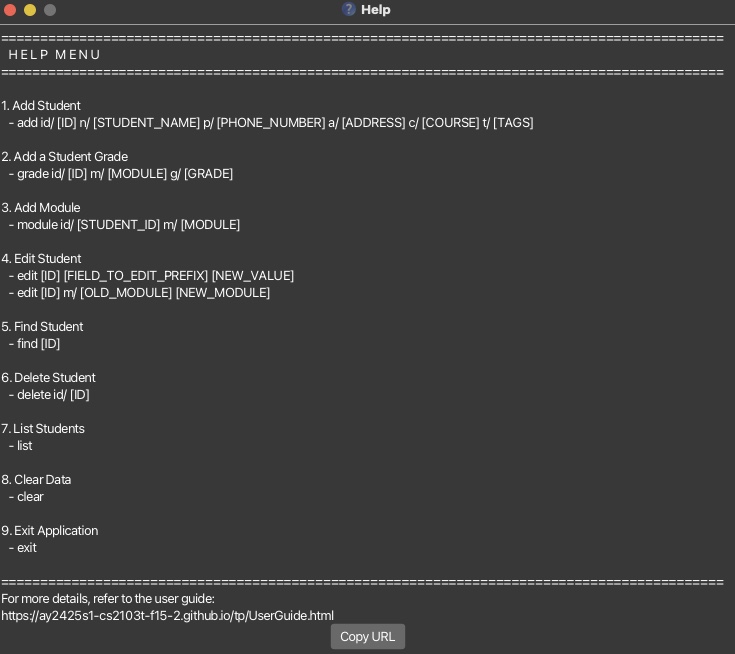 Help
============================================================================================
H E L P  M E N U
============================================================================================
1. Add Student
- add id/ [ID] n/ [STUDENT_NAME] p/ [PHONE_NUMBER] a/ [ADDRESS] c/ [COURSE] t/ [TAGS]
2. Add a Student Grade
- grade id/ [ID] m/ [MODULE] g/ [GRADE]
3. Add Module
- module id/ [STUDENT_ID] m/ [MODULE]
4. Edit Student
- edit [ID] [FIELD_TO_EDIT_PREFIX] [NEW_VALUE]
- edit [ID] m/ [OLD_MODULE] [NEW_MODULE]
5. Find Student
- find [ID]
6. Delete Student
- delete id/ [ID]
7. List Students
- list
8. Clear Data
- clear
9. Exit Application
- exit
============================================================================================
For more details, refer to the user guide:
https://ay2425s1-cs2103t-f15-2.github.io/tp/UserGuide.html
Copy URL